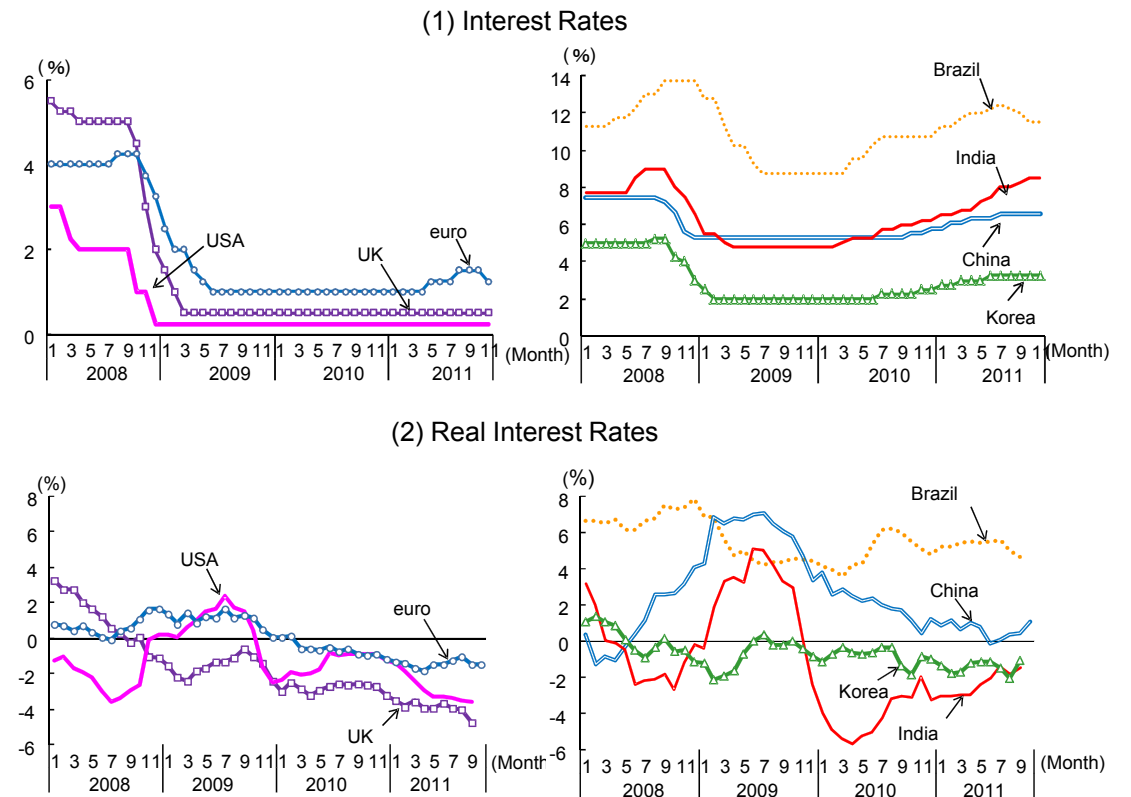 (1) Interest Rates
(%)
6
4
2
0
USA
UK
euro
1 3 5 7 9 11 1 3 5 7 9 11 1 3 5 7 9 11 1 3 5 7 9 11 (Month)
2008 2009 2010 2011
(%)
14
12
10
8
6
4
2
0
Brazil
India
China
Korea
1 3 5 7 9 11 1 3 5 7 9 11 1 3 5 7 9 11 1 3 5 7 9 1 (Month)
2008 2009 2010 2011
(2) Real Interest Rates
(%)
8
6
4
2
0
-2
-4
-6
USA
euro
UK
1 3 5 7 9 11 1 3 5 7 9 11 1 3 5 7 9 11 1 3 5 7 9 (Month
2008 2009 2010 2011
(%)
8
6
4
2
0
-2
-4
-6
Brazil
China
Korea
India
1 3 5 7 9 11 1 3 5 7 9 11 1 3 5 7 9 11 1 3 5 7 9 (Month)
2008 2009 2010 2011